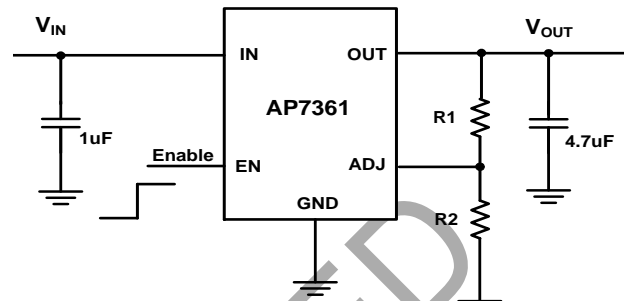 VIN
VOUT
IN
OUT
AP7361
R1
1uF
4.7uF
Enable
EN
ADJ
GND
R2